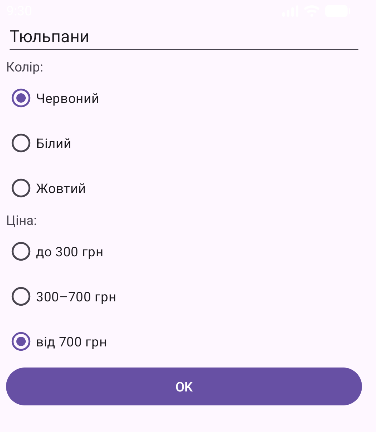 Тюльпани
Колір:
Червоний
Білий
Жовтий
Ціна:
до 300 грн
300–700 грн
від 700 грн
OK